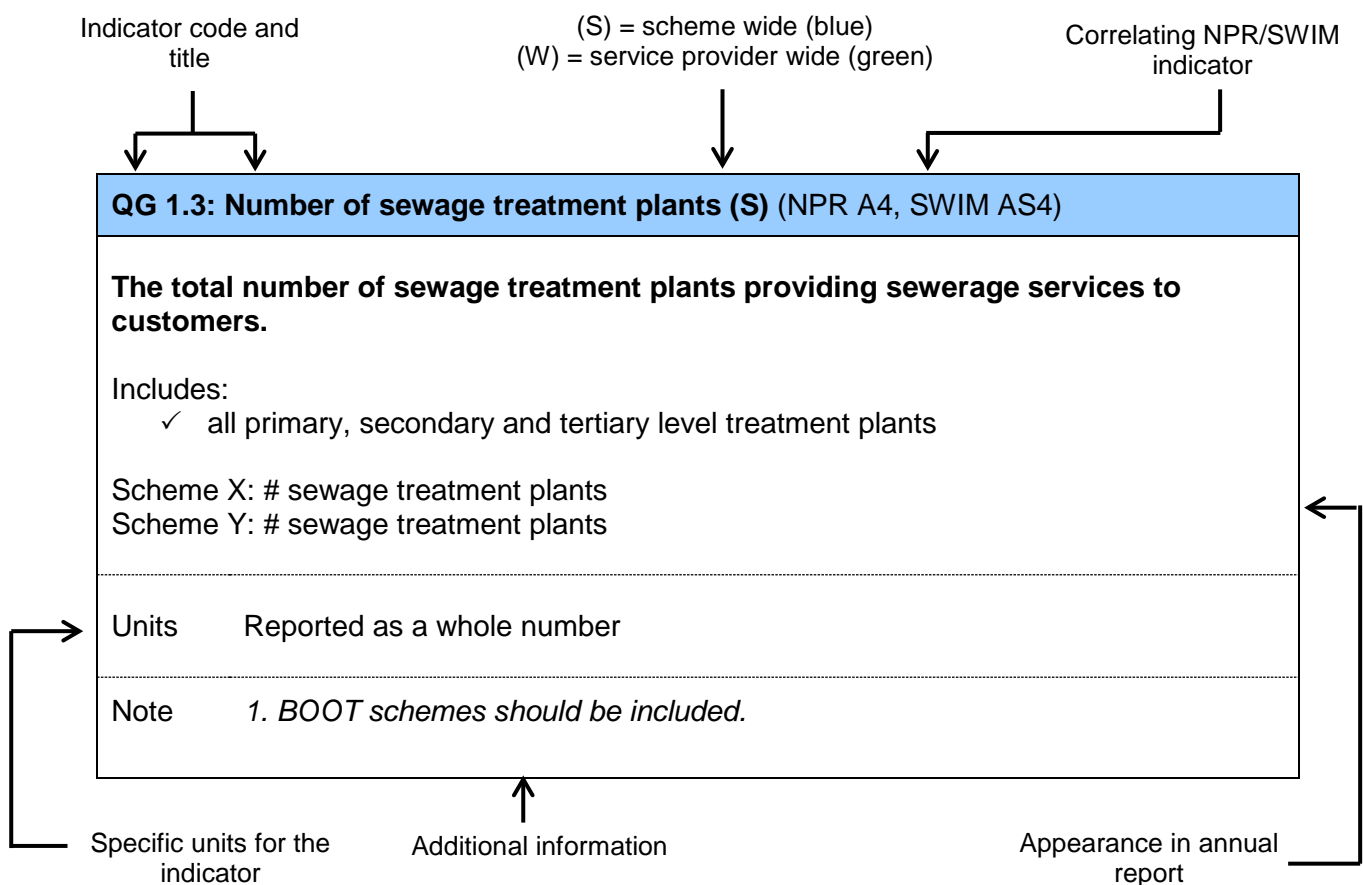 Indicator code and
title
(S) = scheme wide (blue)
(W) = service provider wide (green)
Correlating NPR/SWIM
indicator
QG 1.3: Number of sewage treatment plants (S) (NPR A4, SWIM AS4)
The total number of sewage treatment plants providing sewerage services to
customers.
Includes:
✓ all primary, secondary and tertiary level treatment plants
Scheme X: # sewage treatment plants
Scheme Y: # sewage treatment plants
Units Reported as a whole number
Note 1. BOOT schemes should be included.
Specific units for the
indicator
Additional information
Appearance in annual
report